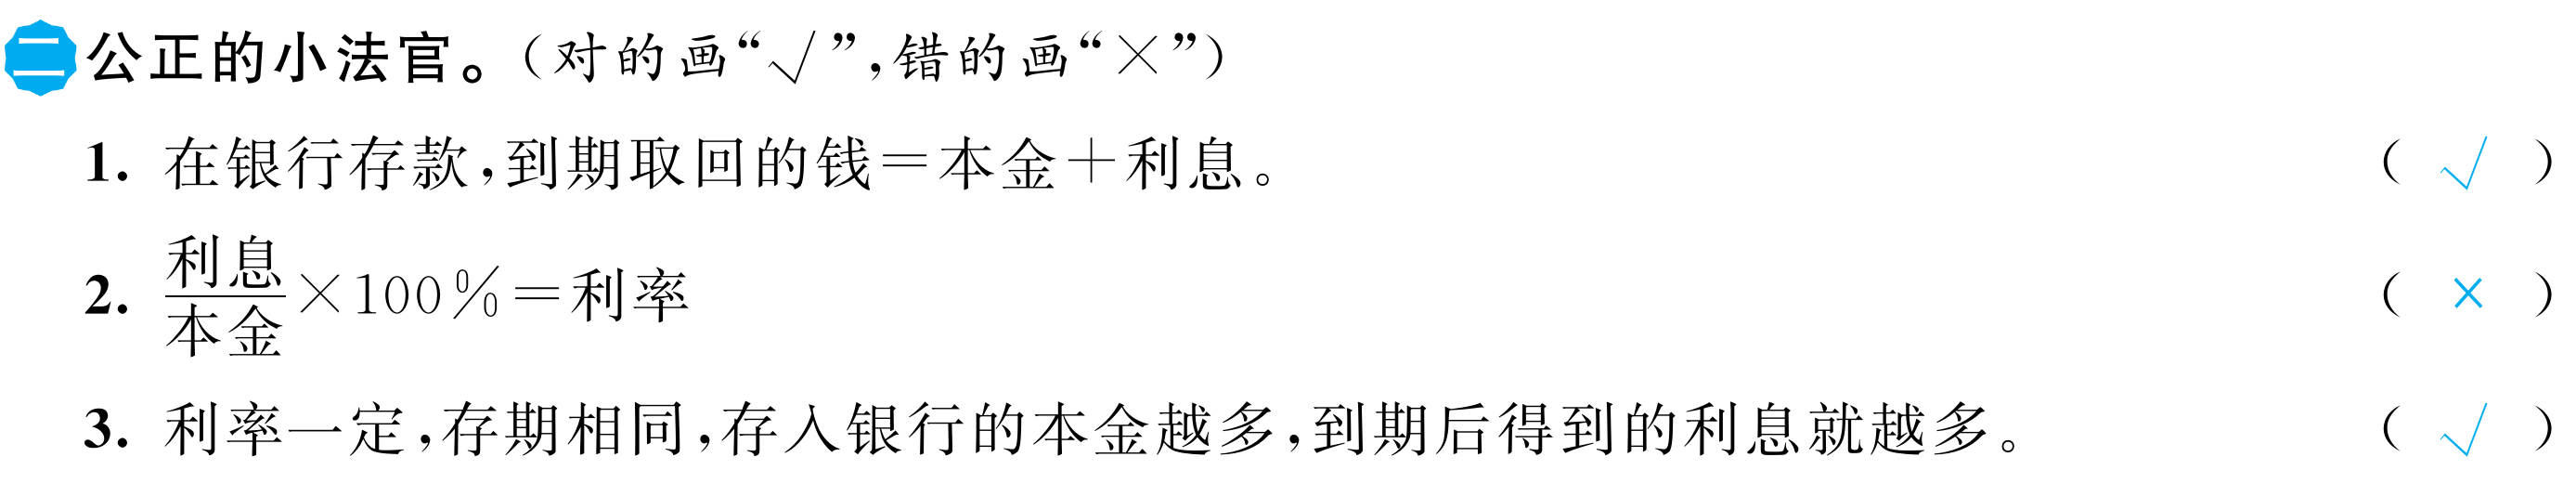 二 公正的小法官。(对的画“√”,错的画“×”)
1. 在银行存款,到期取回的钱=本金+利息。 ( √ )
2. 利息/本金×100%=利率 ( × )
3. 利率一定,存期相同,存入银行的本金越多,到期后得到的利息就越多。 ( √ )